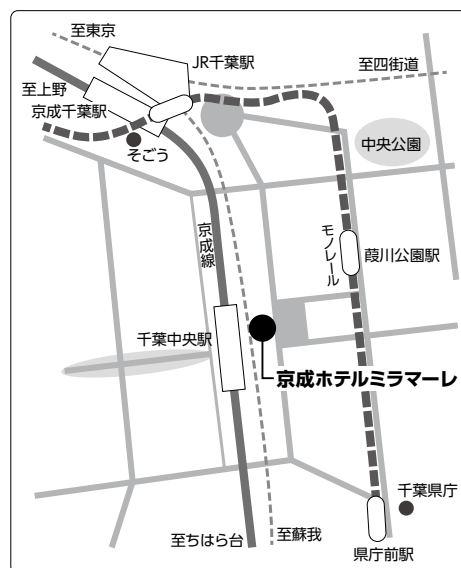 至東京
JR千葉駅
至四街道
至上野
京成千葉駅
そごう
中央公園
京成線
モノレール
葭川公園駅
千葉中央駅
京成ホテルミラマーレ
千葉県庁
至ちはら台
至蘇我
県庁前駅